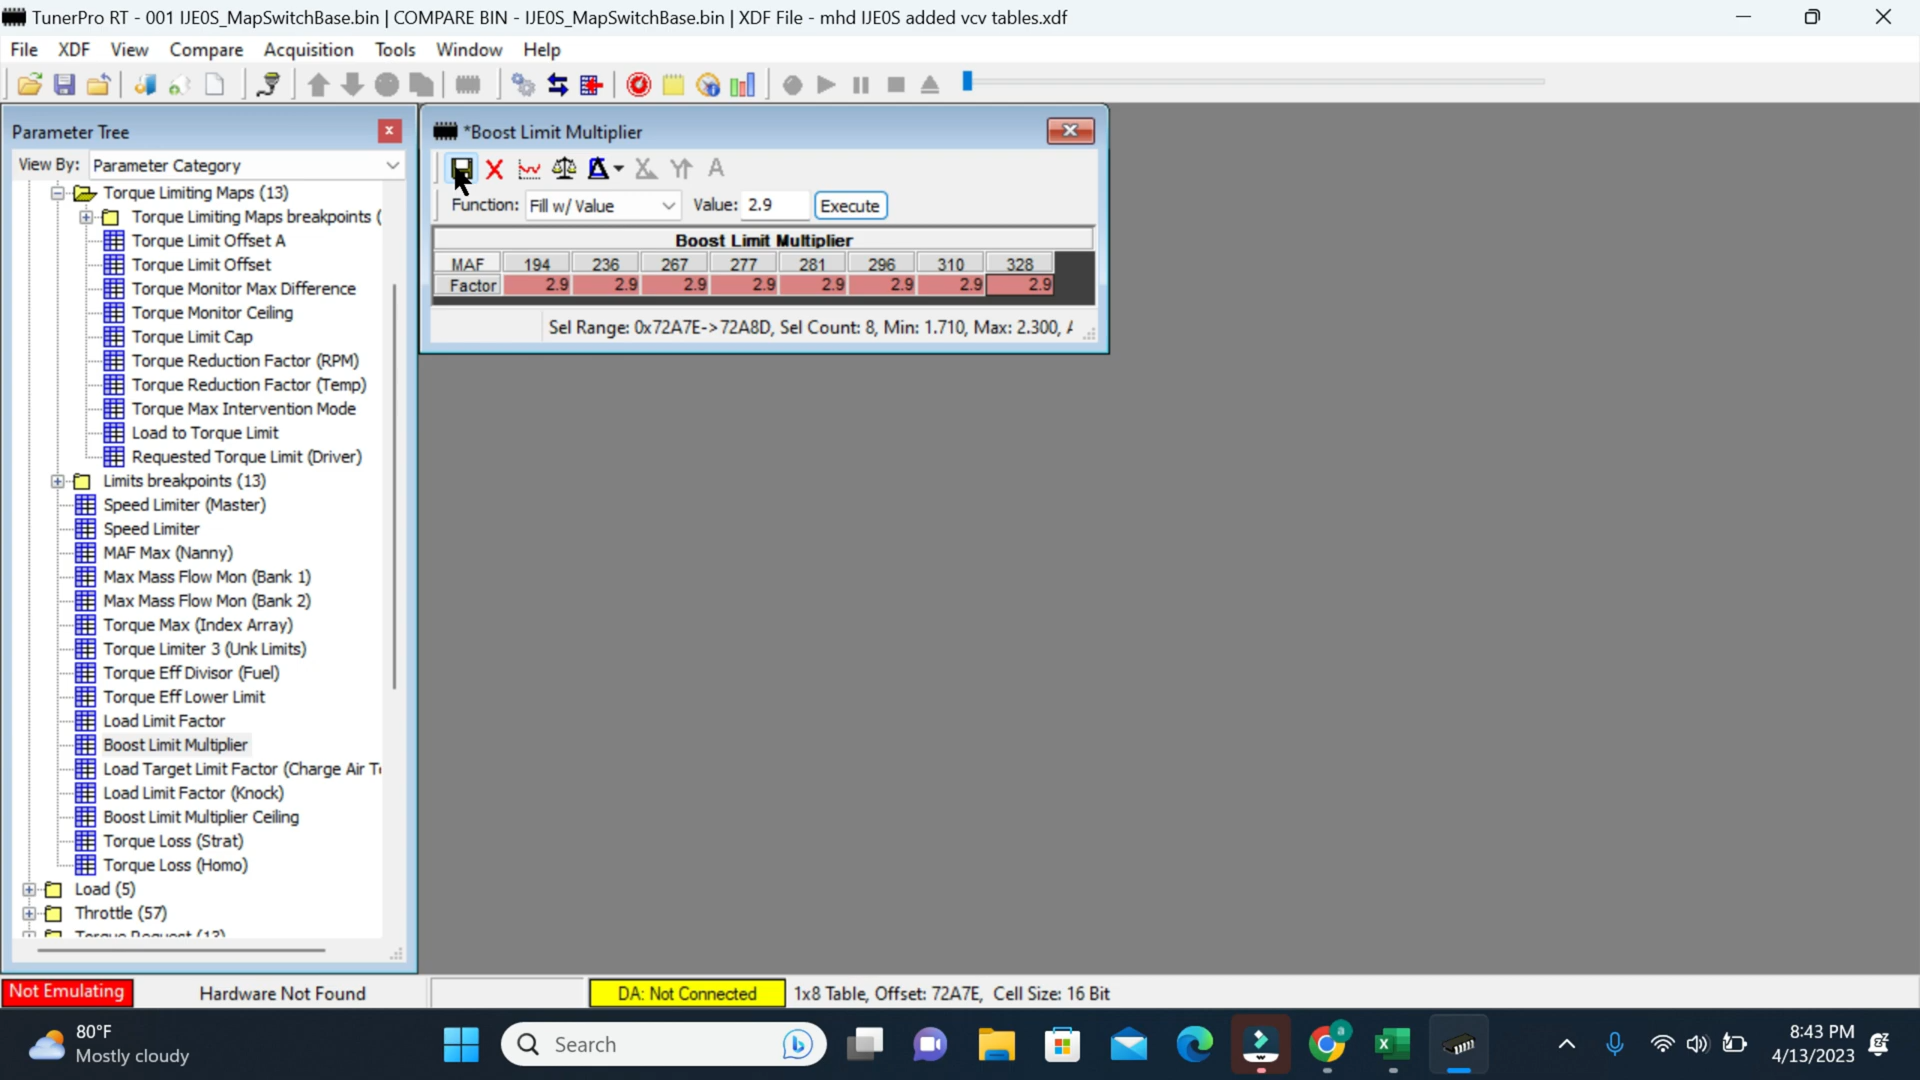 TunerPro RT - 001 IJE0S_MapSwitchBase.bin | COMPARE BIN - IJE0S_MapSwitchBase.bin | XDF File - mhd IJE0S added vcv tables.xdf
File XDF View Compare Acquisition Tools Window Help
Parameter Tree
View By: Parameter Category
Torque Limiting Maps (13)
Torque Limiting Maps breakpoints (
Torque Limit Offset A
Torque Limit Offset
Torque Monitor Max Difference
Torque Monitor Ceiling
Torque Limit Cap
Torque Reduction Factor (RPM)
Torque Reduction Factor (Temp)
Torque Max Intervention Mode
Load to Torque Limit
Requested Torque Limit (Driver)
Limits breakpoints (13)
Speed Limiter (Master)
Speed Limiter
MAF Max (Nanny)
Max Mass Flow Mon (Bank 1)
Max Mass Flow Mon (Bank 2)
Torque Max (Index Array)
Torque Limiter 3 (Unk Limits)
Torque Eff Divisor (Fuel)
Torque Eff Lower Limit
Load Limit Factor
Boost Limit Multiplier
Load Target Limit Factor (Charge Air T
Load Limit Factor (Knock)
Boost Limit Multiplier Ceiling
Torque Loss (Strat)
Torque Loss (Homo)
Load (5)
Throttle (57)
Torque Request (13)
*Boost Limit Multiplier
Function: Fill w/ Value Value: 2.9 Execute
Boost Limit Multiplier
MAF 194 236 267 277 281 296 310 328
Factor 2.9 2.9 2.9 2.9 2.9 2.9 2.9 2.9
Sel Range: 0x72A7E->72A8D, Sel Count: 8, Min: 1.710, Max: 2.300, A
Not Emulating Hardware Not Found DA: Not Connected 1x8 Table, Offset: 72A7E, Cell Size: 16 Bit
80°F
Mostly cloudy
Search
8:43 PM
4/13/2023